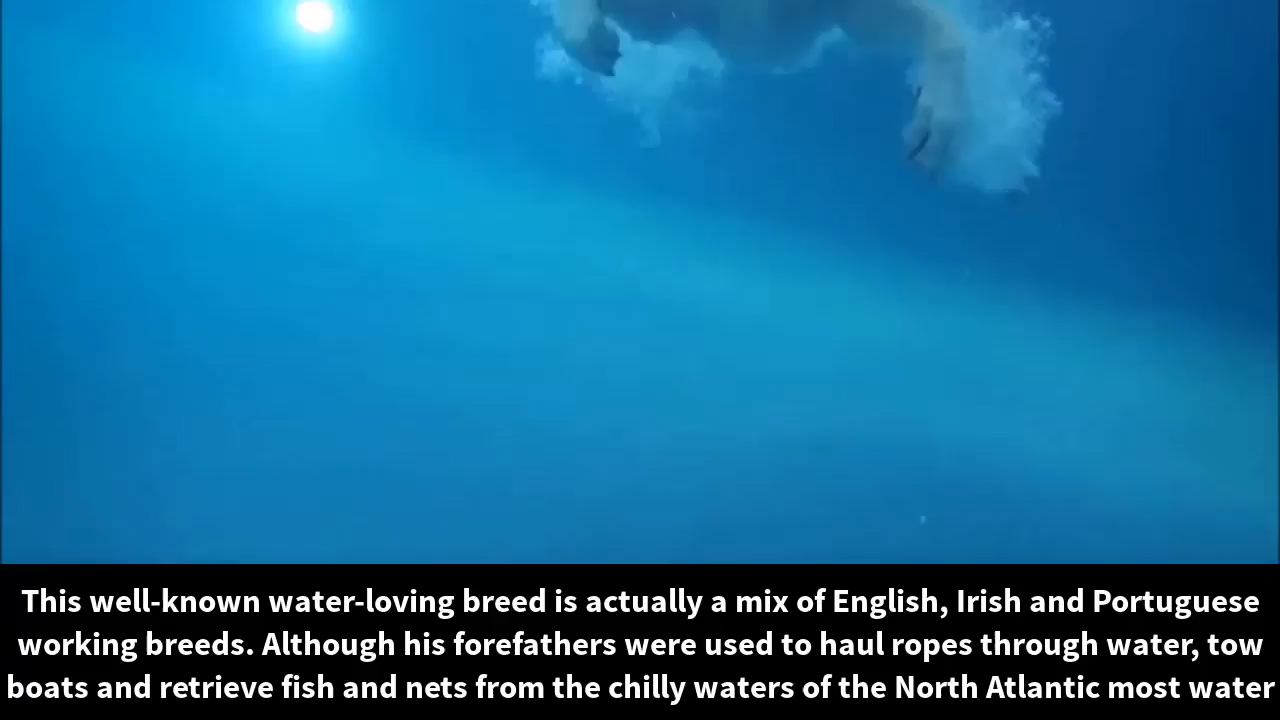 This well-known water-loving breed is actually a mix of English, Irish and Portuguese
working breeds. Although his forefathers were used to haul ropes through water, tow
boats and retrieve fish and nets from the chilly waters of the North Atlantic most water